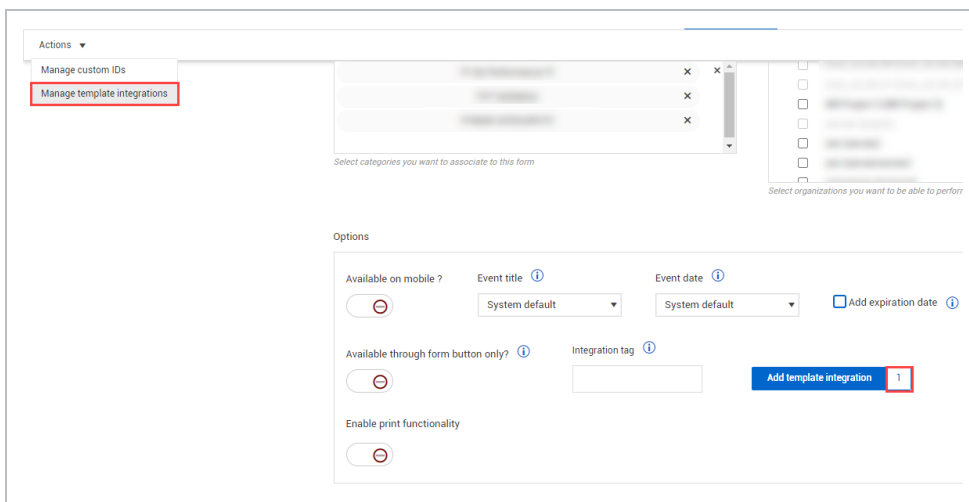 Actions
Manage custom IDs
Manage template integrations
Select categories you want to associate to this form
Select organizations you want to be able to perfor
Options
Available on mobile ?
Event title
Event date
System default
System default
Add expiration date
Available through form button only?
Integration tag
Add template integration
1
Enable print functionality